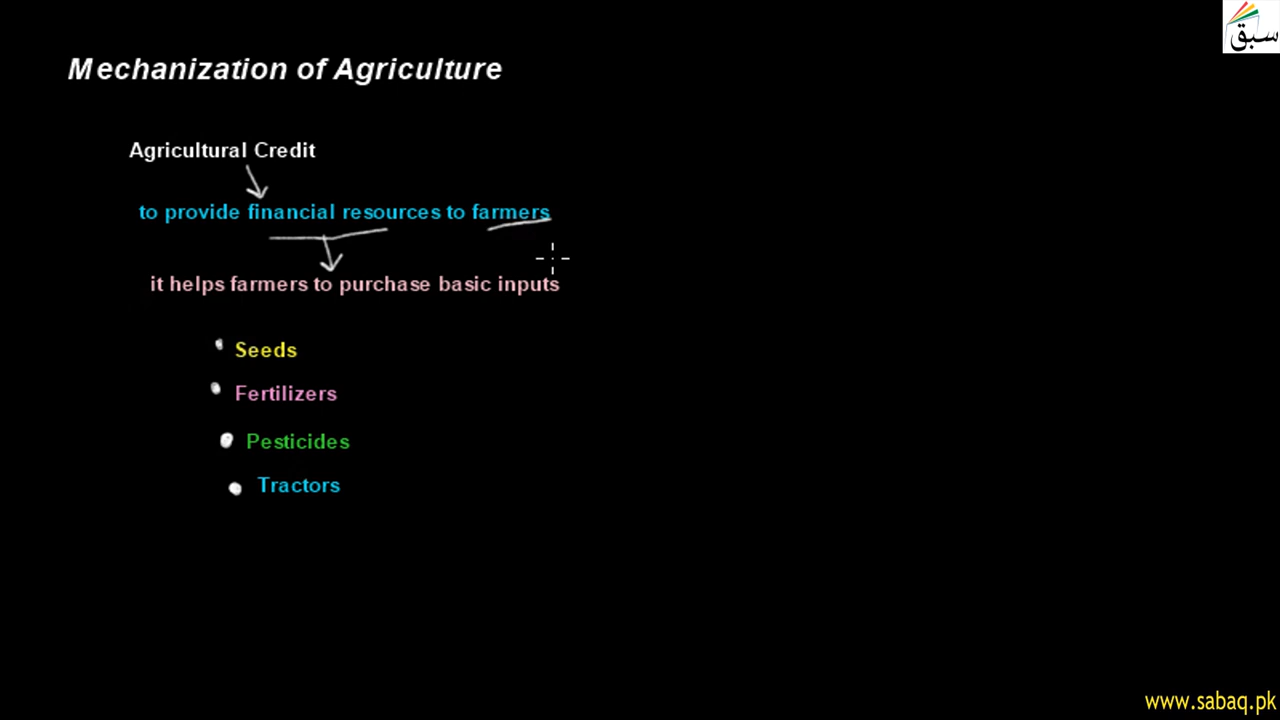 سبق
Mechanization of Agriculture
Agricultural Credit
to provide financial resources to farmers
it helps farmers to purchase basic inputs
Seeds
Fertilizers
Pesticides
Tractors
www.sabaq.pk